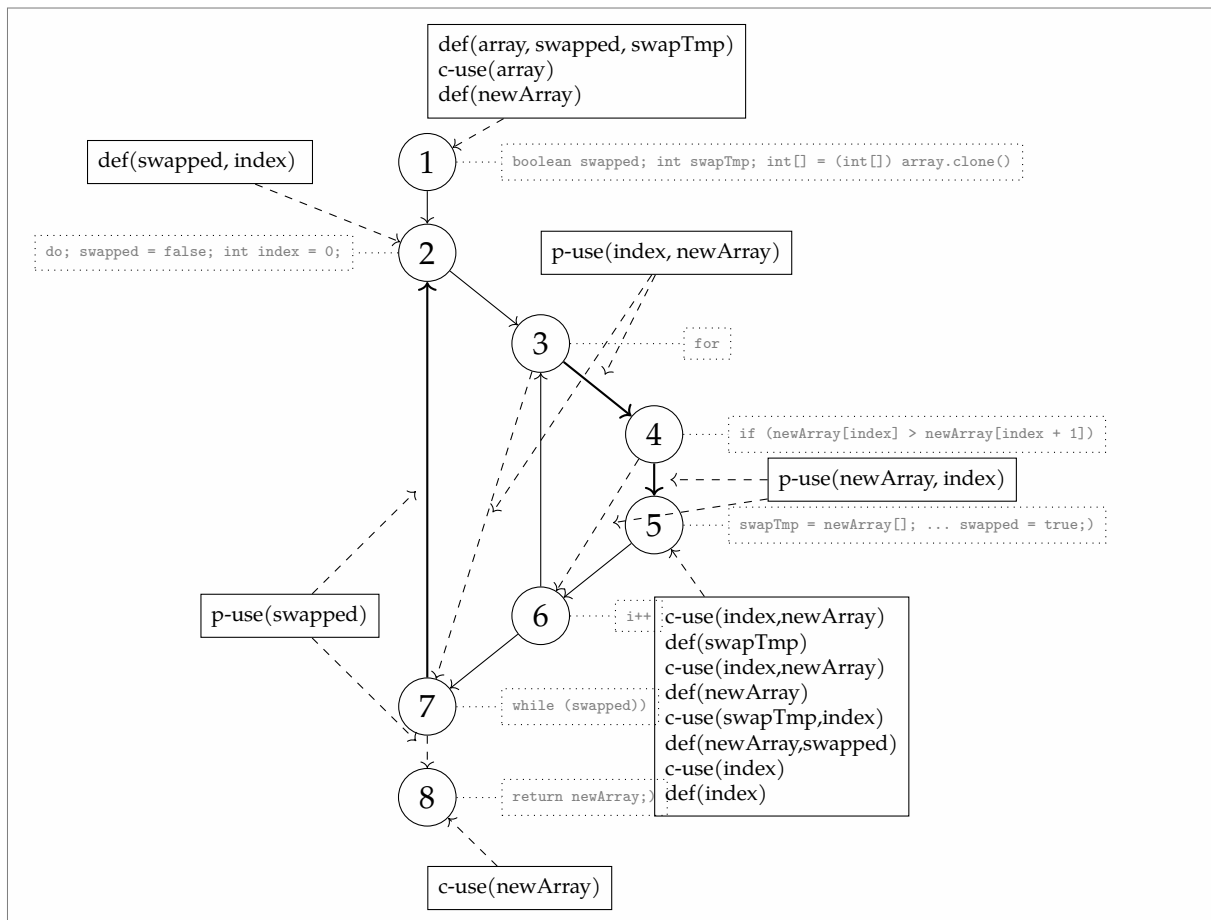 def(array, swapped, swapTmp)
c-use(array)
def(newArray)
def(swapped, index)
1
boolean swapped; int swapTmp; int[] = (int[]) array.clone()
do; swapped = false; int index = 0;
2
p-use(index, newArray)
3
for
4
if (newArray[index] > newArray[index + 1])
p-use(newArray, index)
5
swapTmp = newArray[]; ... swapped = true;)
p-use(swapped)
6
i++
c-use(index,newArray)
def(swapTmp)
c-use(index,newArray)
def(newArray)
c-use(swapTmp,index)
def(newArray,swapped)
c-use(index)
def(index)
7
while (swapped))
8
return newArray;)
c-use(newArray)